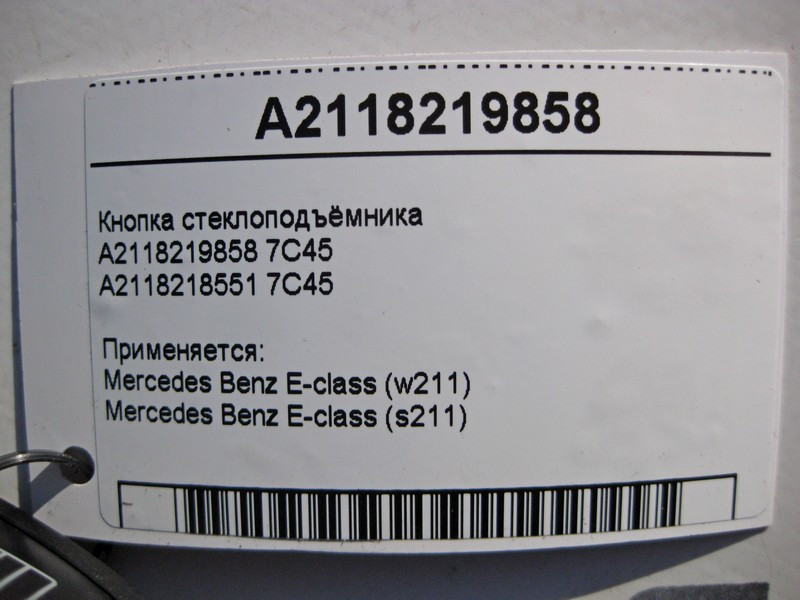 A2118219858
Кнопка стеклоподъёмника
A2118219858 7C45
A2118218551 7C45
Применяется:
Mercedes Benz E-class (w211)
Mercedes Benz E-class (s211)